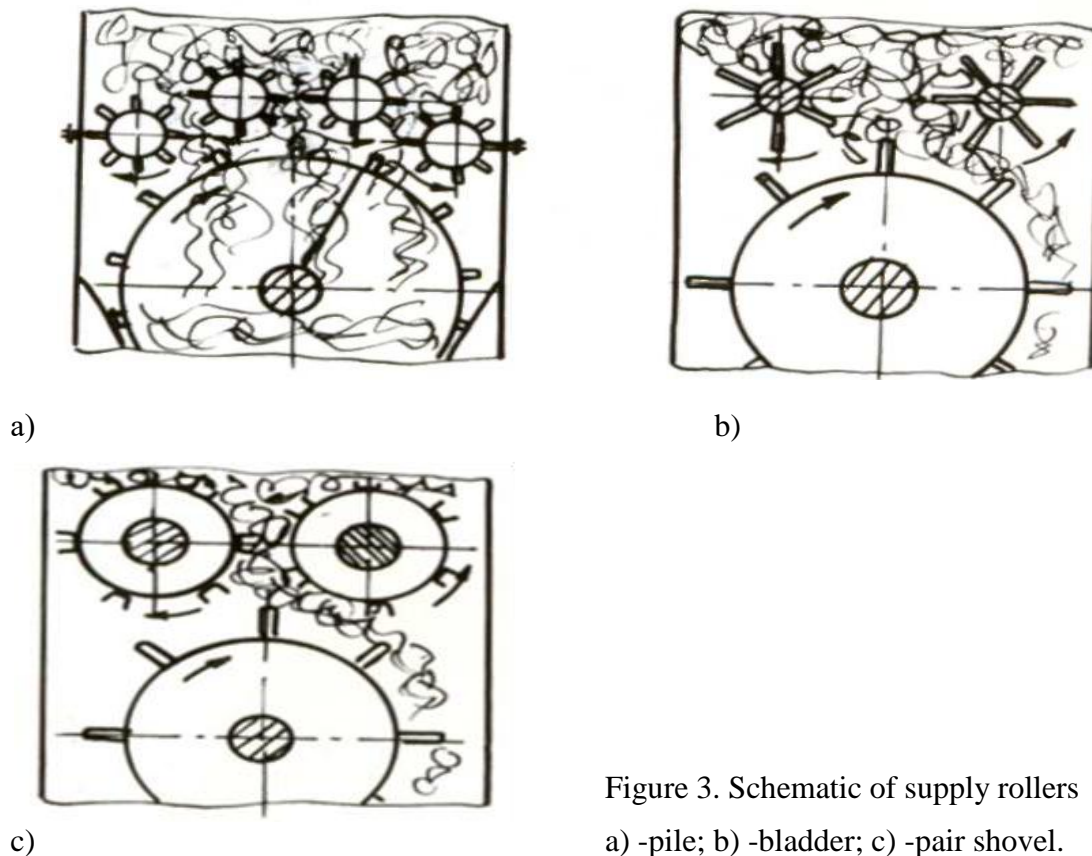 a)
b)
c)
Figure 3. Schematic of supply rollers
a) -pile; b) -bladder; c) -pair shovel.